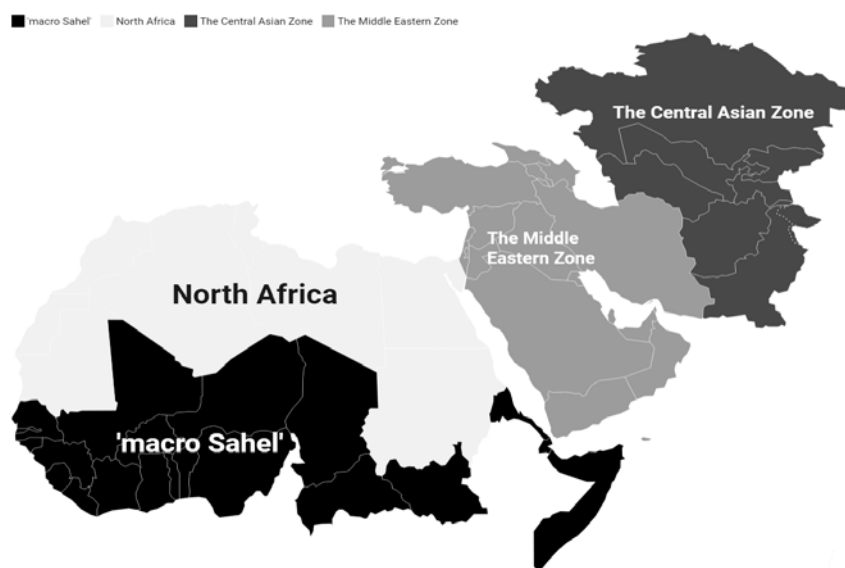 'macro Sahel' North Africa The Central Asian Zone The Middle Eastern Zone
The Central Asian Zone
The Middle
Eastern Zone
North Africa
'macro Sahel'